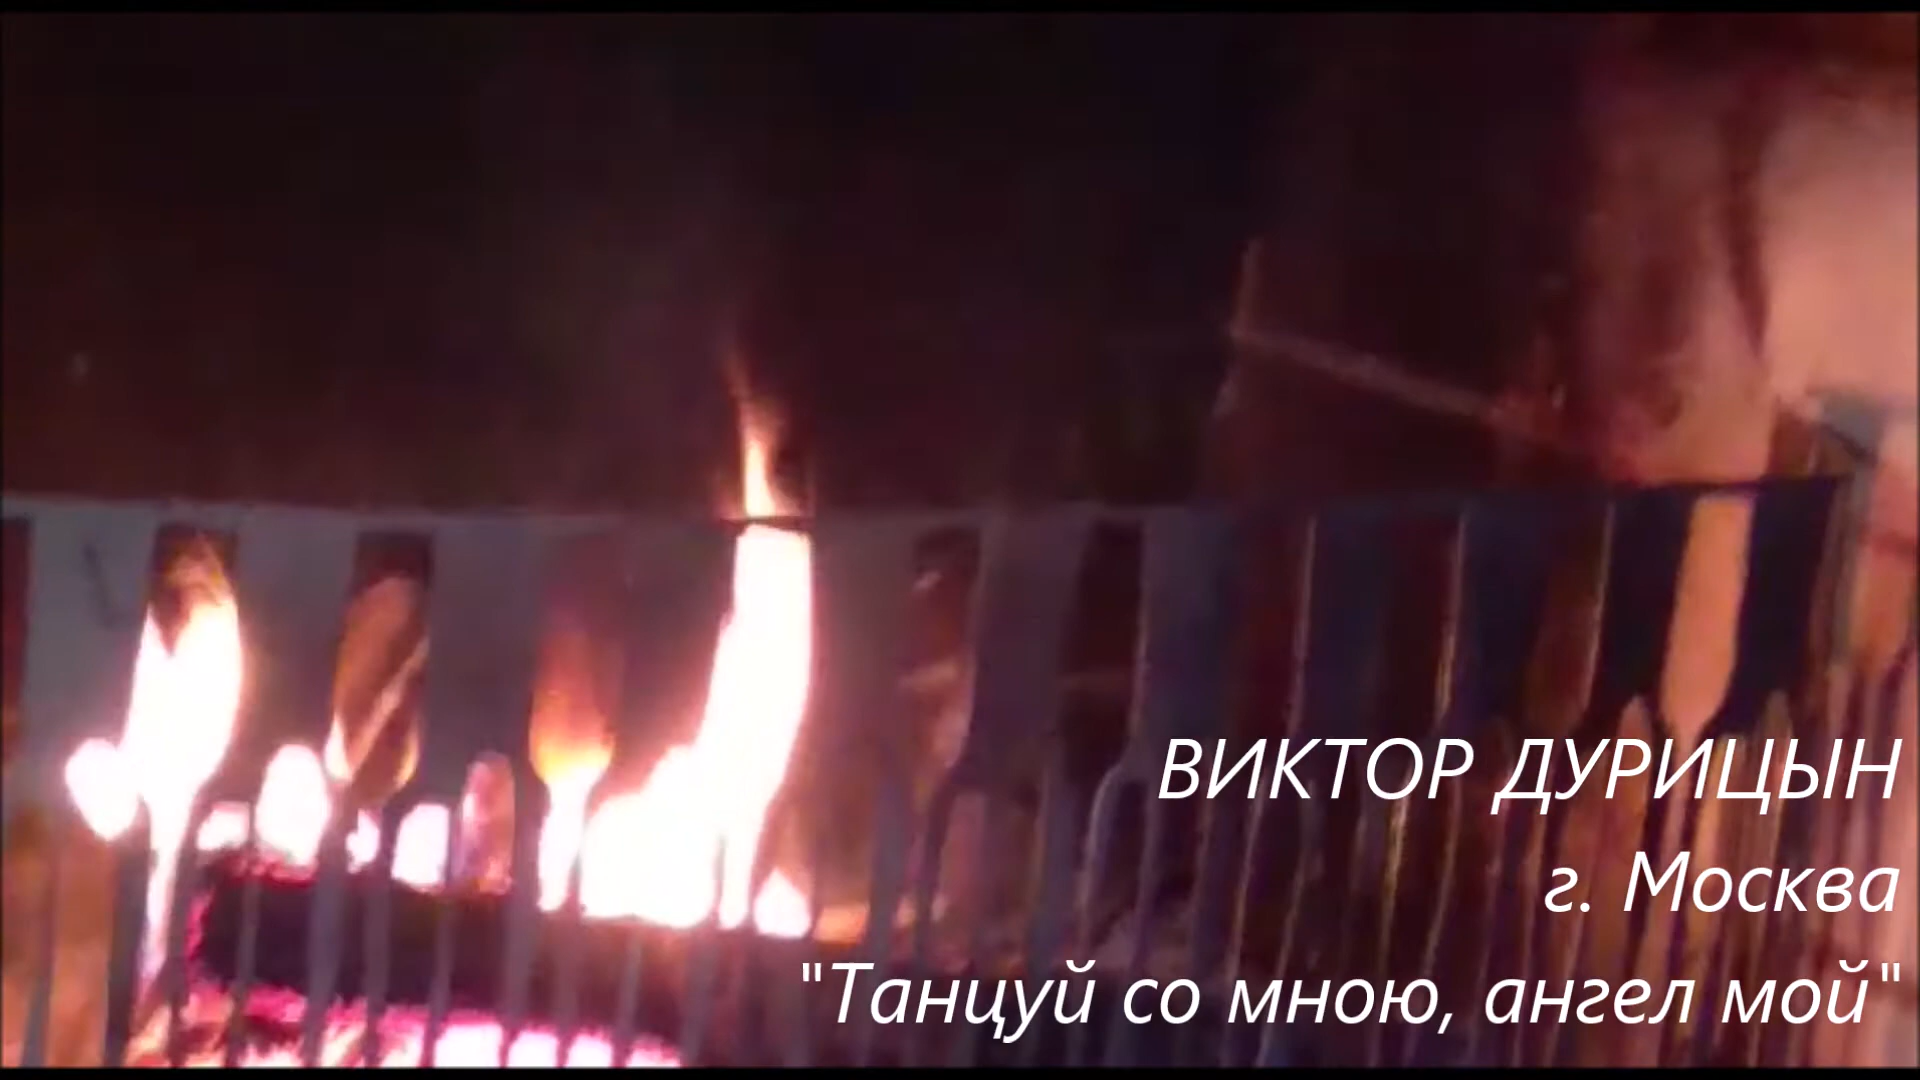 ВИКТОР ДУРИЦЫН
г. Москва
"Танцуй со мною, ангел мой"